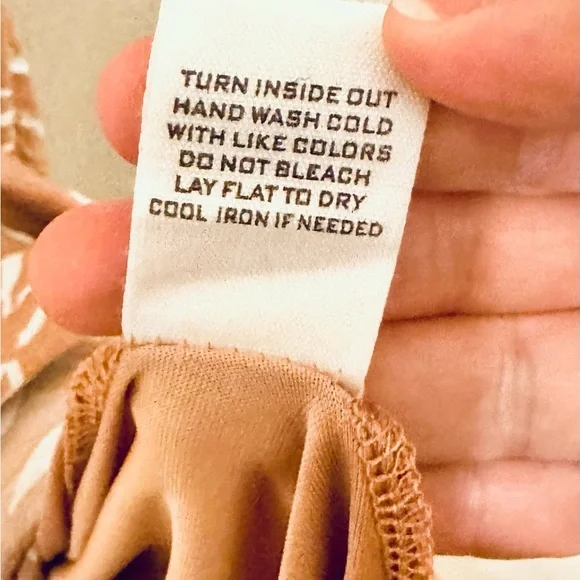 TURN INSIDE OUT
HAND WASH COLD
WITH LIKE COLORS
DO NOT BLEACH
LAY FLAT TO DRY
COOL IRON IF NEEDED